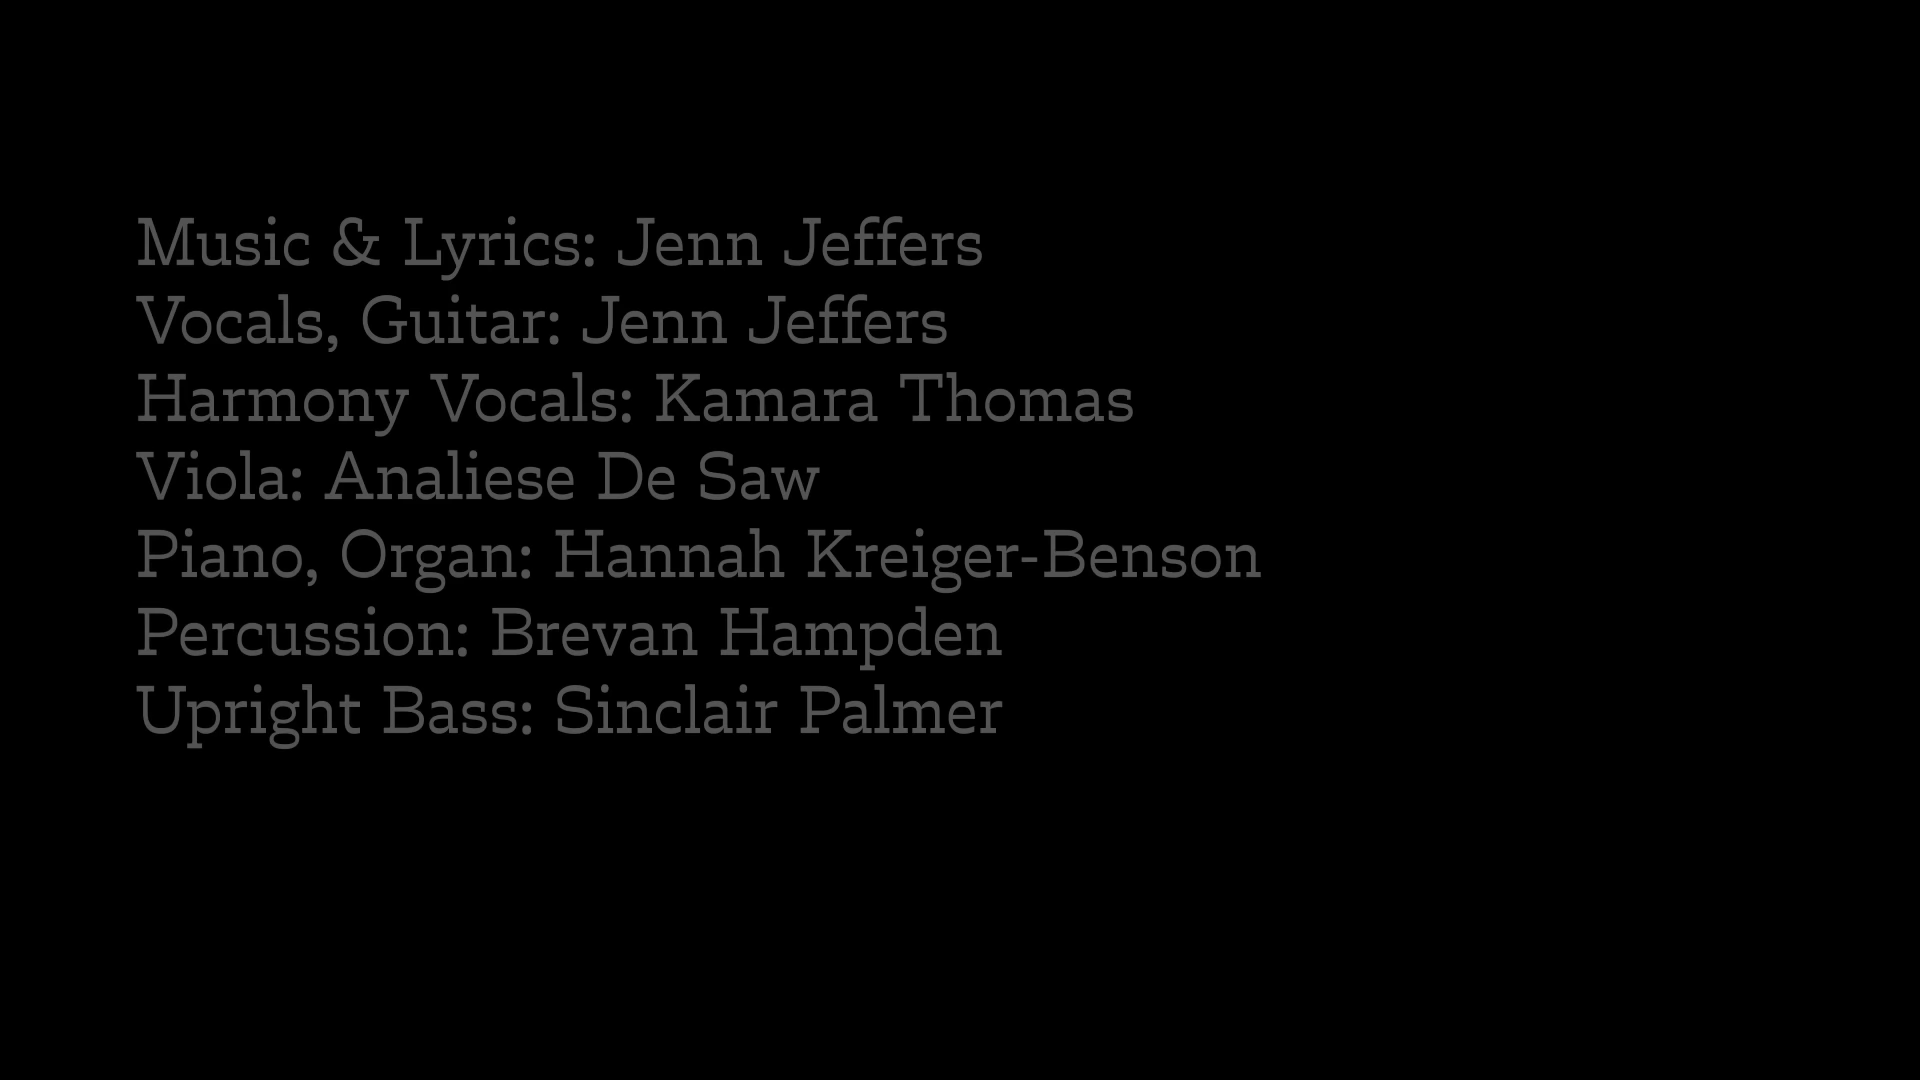 Music & Lyrics: Jenn Jeffers
Vocals, Guitar: Jenn Jeffers
Harmony Vocals: Kamara Thomas
Viola: Analiese De Saw
Piano, Organ: Hannah Kreiger-Benson
Percussion: Brevan Hampden
Upright Bass: Sinclair Palmer